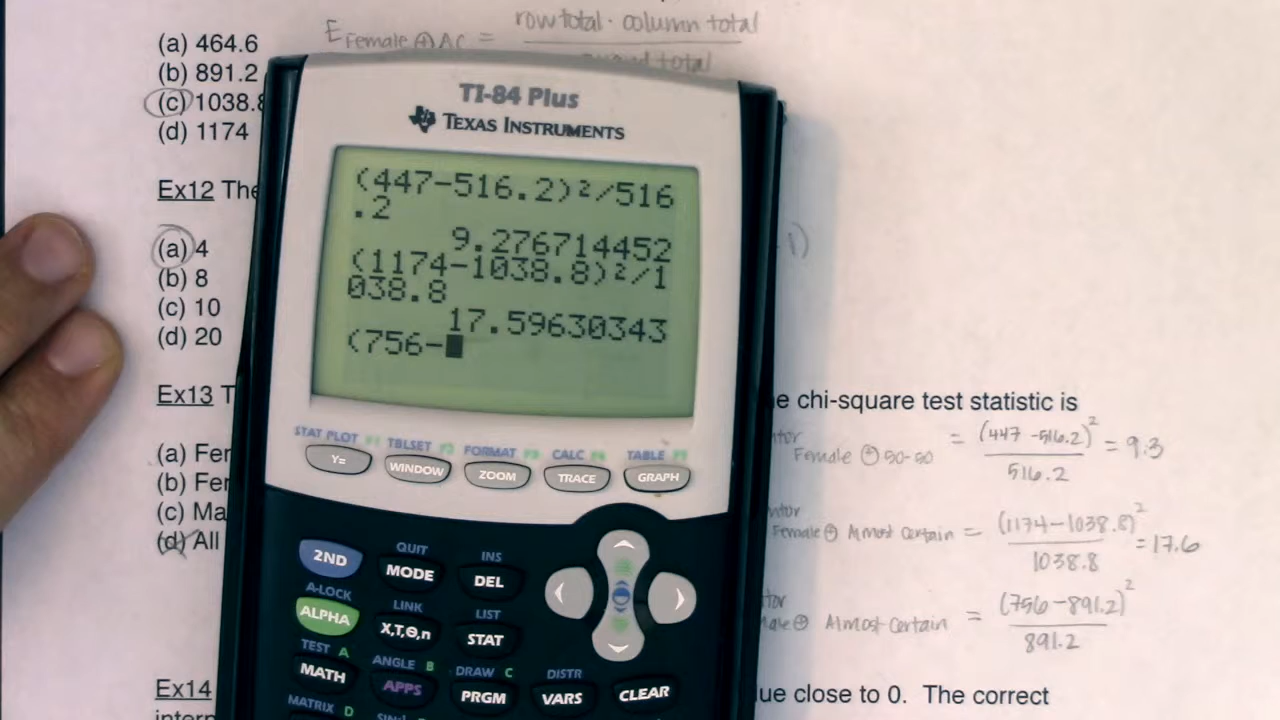 (a) 464.6
E Female ⊕ AC = row total · column total
(b) 891.2
(c) 1038.8
(d) 1174
Ex12 The
(a) 4
(b) 8
(c) 10
(d) 20
Ex13 T
e chi-square test statistic is
(a) Fer
Female ⊕ 50-50 = (447 - 516.2)² / 516.2 = 9.3
(b) Fer
(c) Ma
Female ⊕ Almost Certain = (1174 - 1038.8)² / 1038.8 = 17.6
(d) All
Almost Certain = (756 - 891.2)² / 891.2
Ex14
ue close to 0. The correct
TI-84 Plus
TEXAS INSTRUMENTS
(447-516.2)²/516
.2
9.276714452
(1174-1038.8)²/1
038.8
17.59630343
(756-
STAT PLOT F1 TBLSET F2 FORMAT F3 CALC F4 TABLE F5
Y= WINDOW ZOOM TRACE GRAPH
QUIT INS
2ND MODE DEL
A-LOCK LINK LIST
ALPHA X,T,Θ,n STAT
TEST A ANGLE B DRAW C DISTR
MATH APPS PRGM VARS CLEAR
MATRIX D